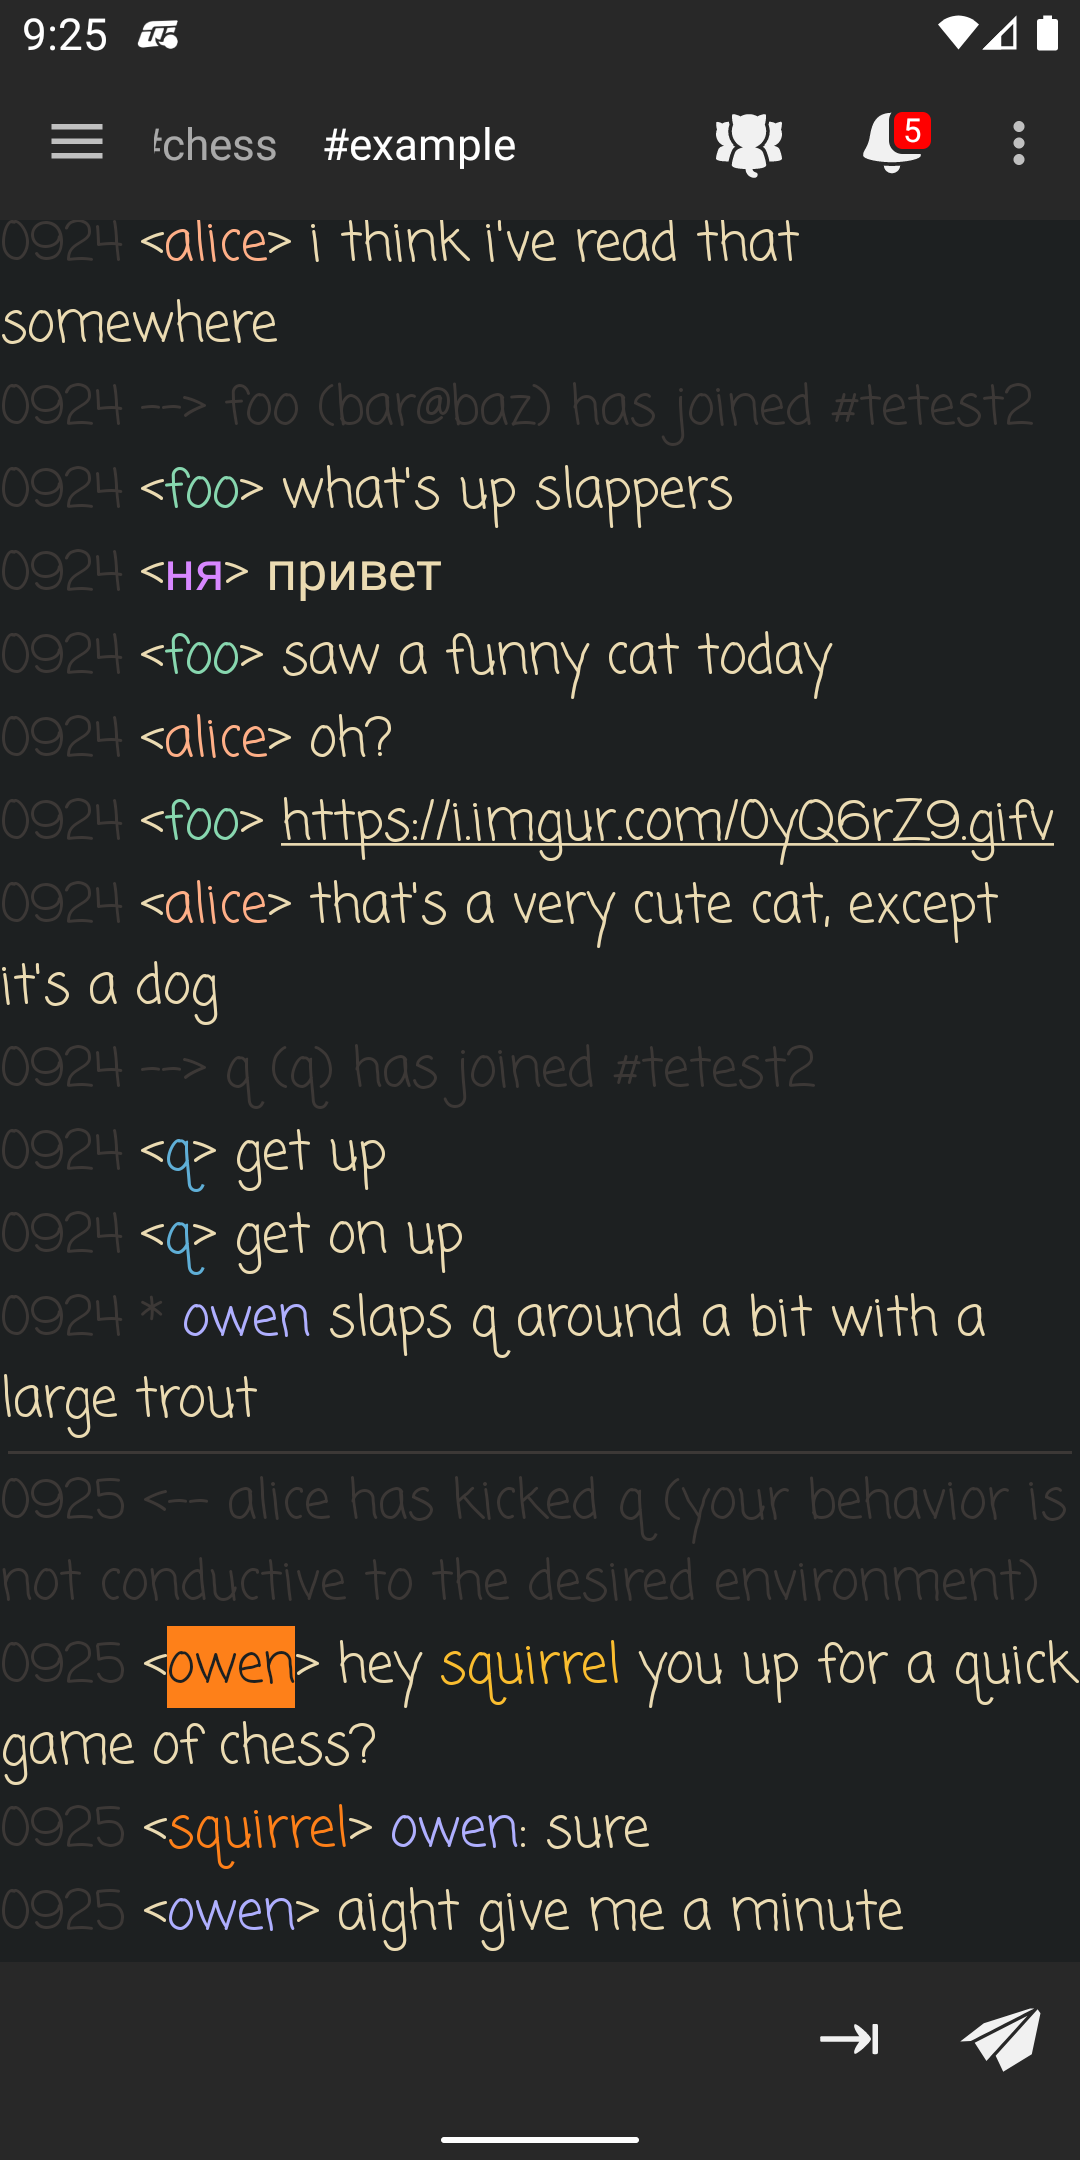 9:25
#chess #example 5
0924 <alice> i think i've read that
somewhere
0924 --> foo (bar@baz) has joined #tetest2
0924 <foo> what's up slappers
0924 <ня> привет
0924 <foo> saw a funny cat today
0924 <alice> oh?
0924 <foo> https://i.imgur.com/0yQ6rZ9.gifv
0924 <alice> that's a very cute cat, except
it's a dog
0924 --> q (q) has joined #tetest2
0924 <q> get up
0924 <q> get on up
0924 * owen slaps q around a bit with a
large trout
0925 <-- alice has kicked q (your behavior is
not conductive to the desired environment)
0925 <owen> hey squirrel you up for a quick
game of chess?
0925 <squirrel> owen: sure
0925 <owen> aight give me a minute